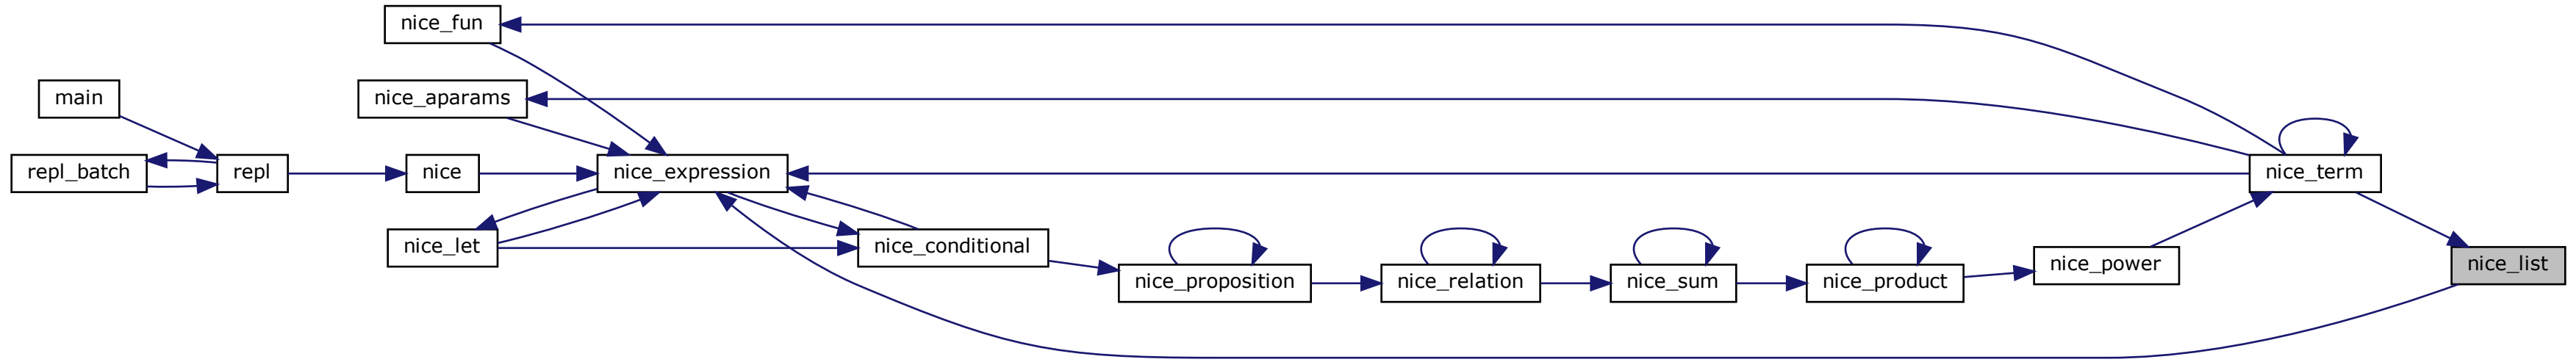 nice_fun
main
nice_aparams
repl_batch
repl
nice
nice_expression
nice_term
nice_let
nice_conditional
nice_proposition
nice_relation
nice_sum
nice_product
nice_power
nice_list